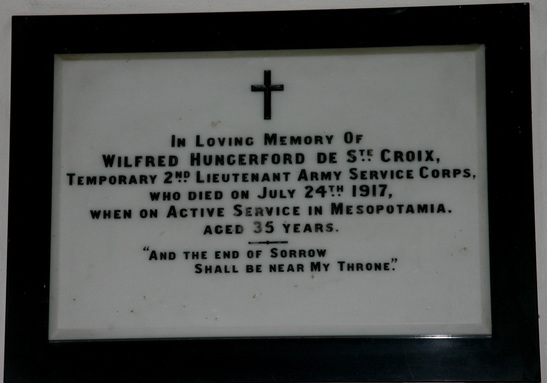 In Loving Memory Of
Wilfred Hungerford de Ste Croix,
Temporary 2nd Lieutenant Army Service Corps,
who died on July 24th 1917,
when on Active Service in Mesopotamia.
aged 35 years.
"And the end of Sorrow
Shall be near My Throne."